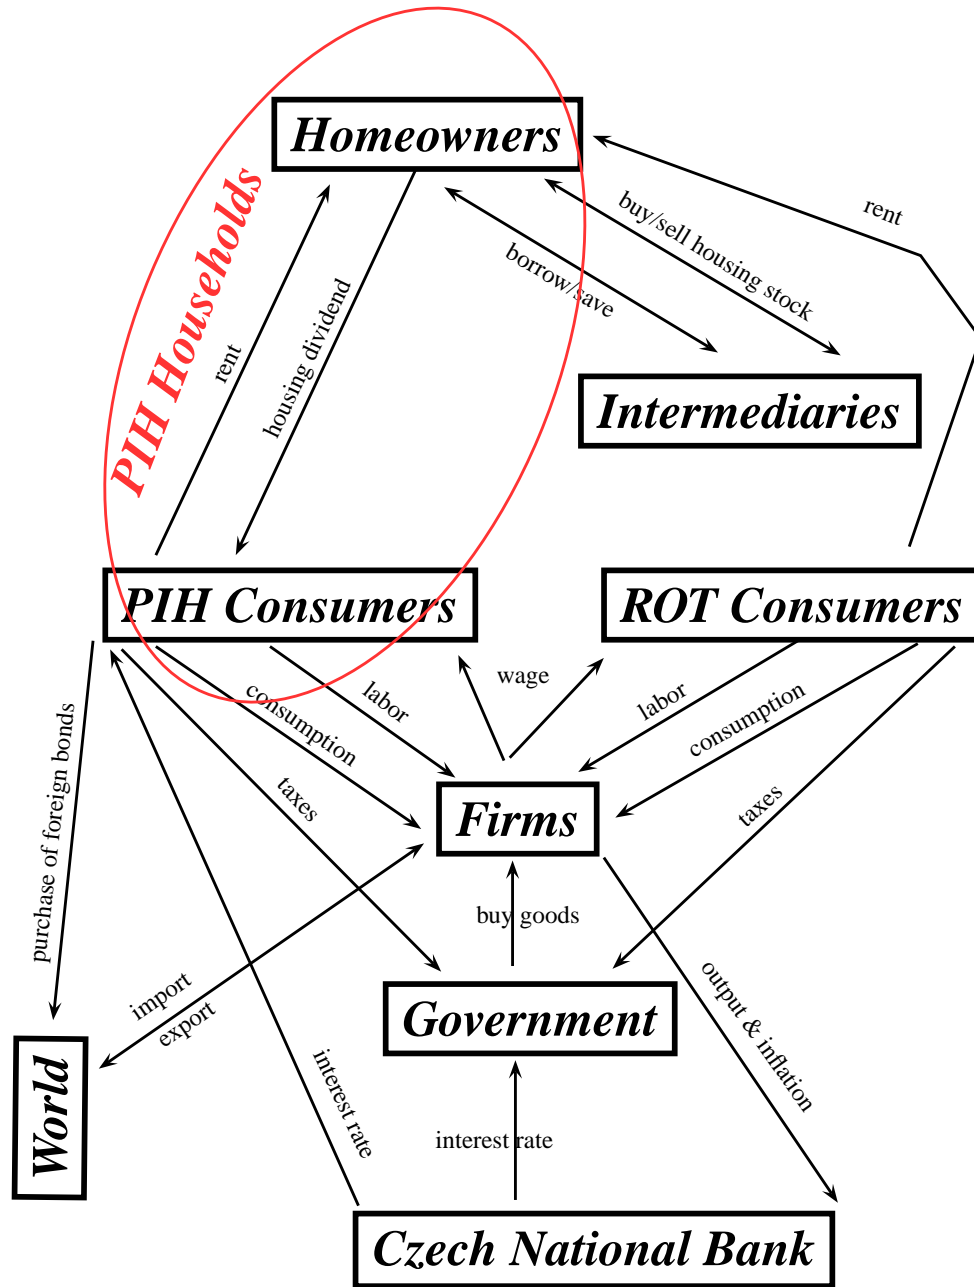 Homeowners
PIH Households
rent
buy/sell housing stock
borrow/save
rent
housing dividend
Intermediaries
PIH Consumers
ROT Consumers
wage
labor
consumption
labor
consumption
purchase of foreign bonds
taxes
taxes
Firms
buy goods
import
export
output & inflation
Government
World
interest rate
interest rate
Czech National Bank